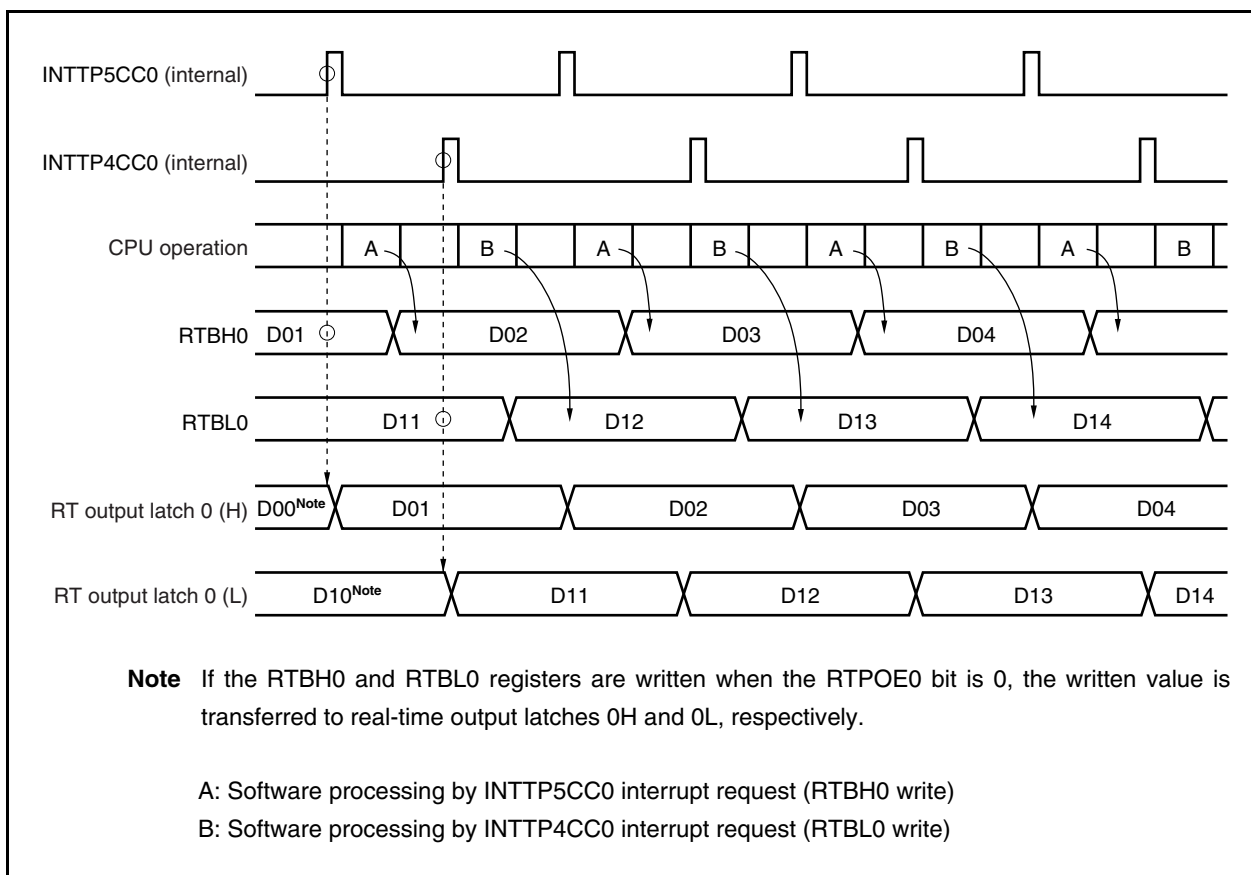 INTTP5CC0 (internal)
INTTP4CC0 (internal)
CPU operation A B A B A B A B
RTBH0 D01 D02 D03 D04
RTBL0 D11 D12 D13 D14
RT output latch 0 (H) D00Note D01 D02 D03 D04
RT output latch 0 (L) D10Note D11 D12 D13 D14
Note If the RTBH0 and RTBL0 registers are written when the RTPOE0 bit is 0, the written value is
transferred to real-time output latches 0H and 0L, respectively.
A: Software processing by INTTP5CC0 interrupt request (RTBH0 write)
B: Software processing by INTTP4CC0 interrupt request (RTBL0 write)